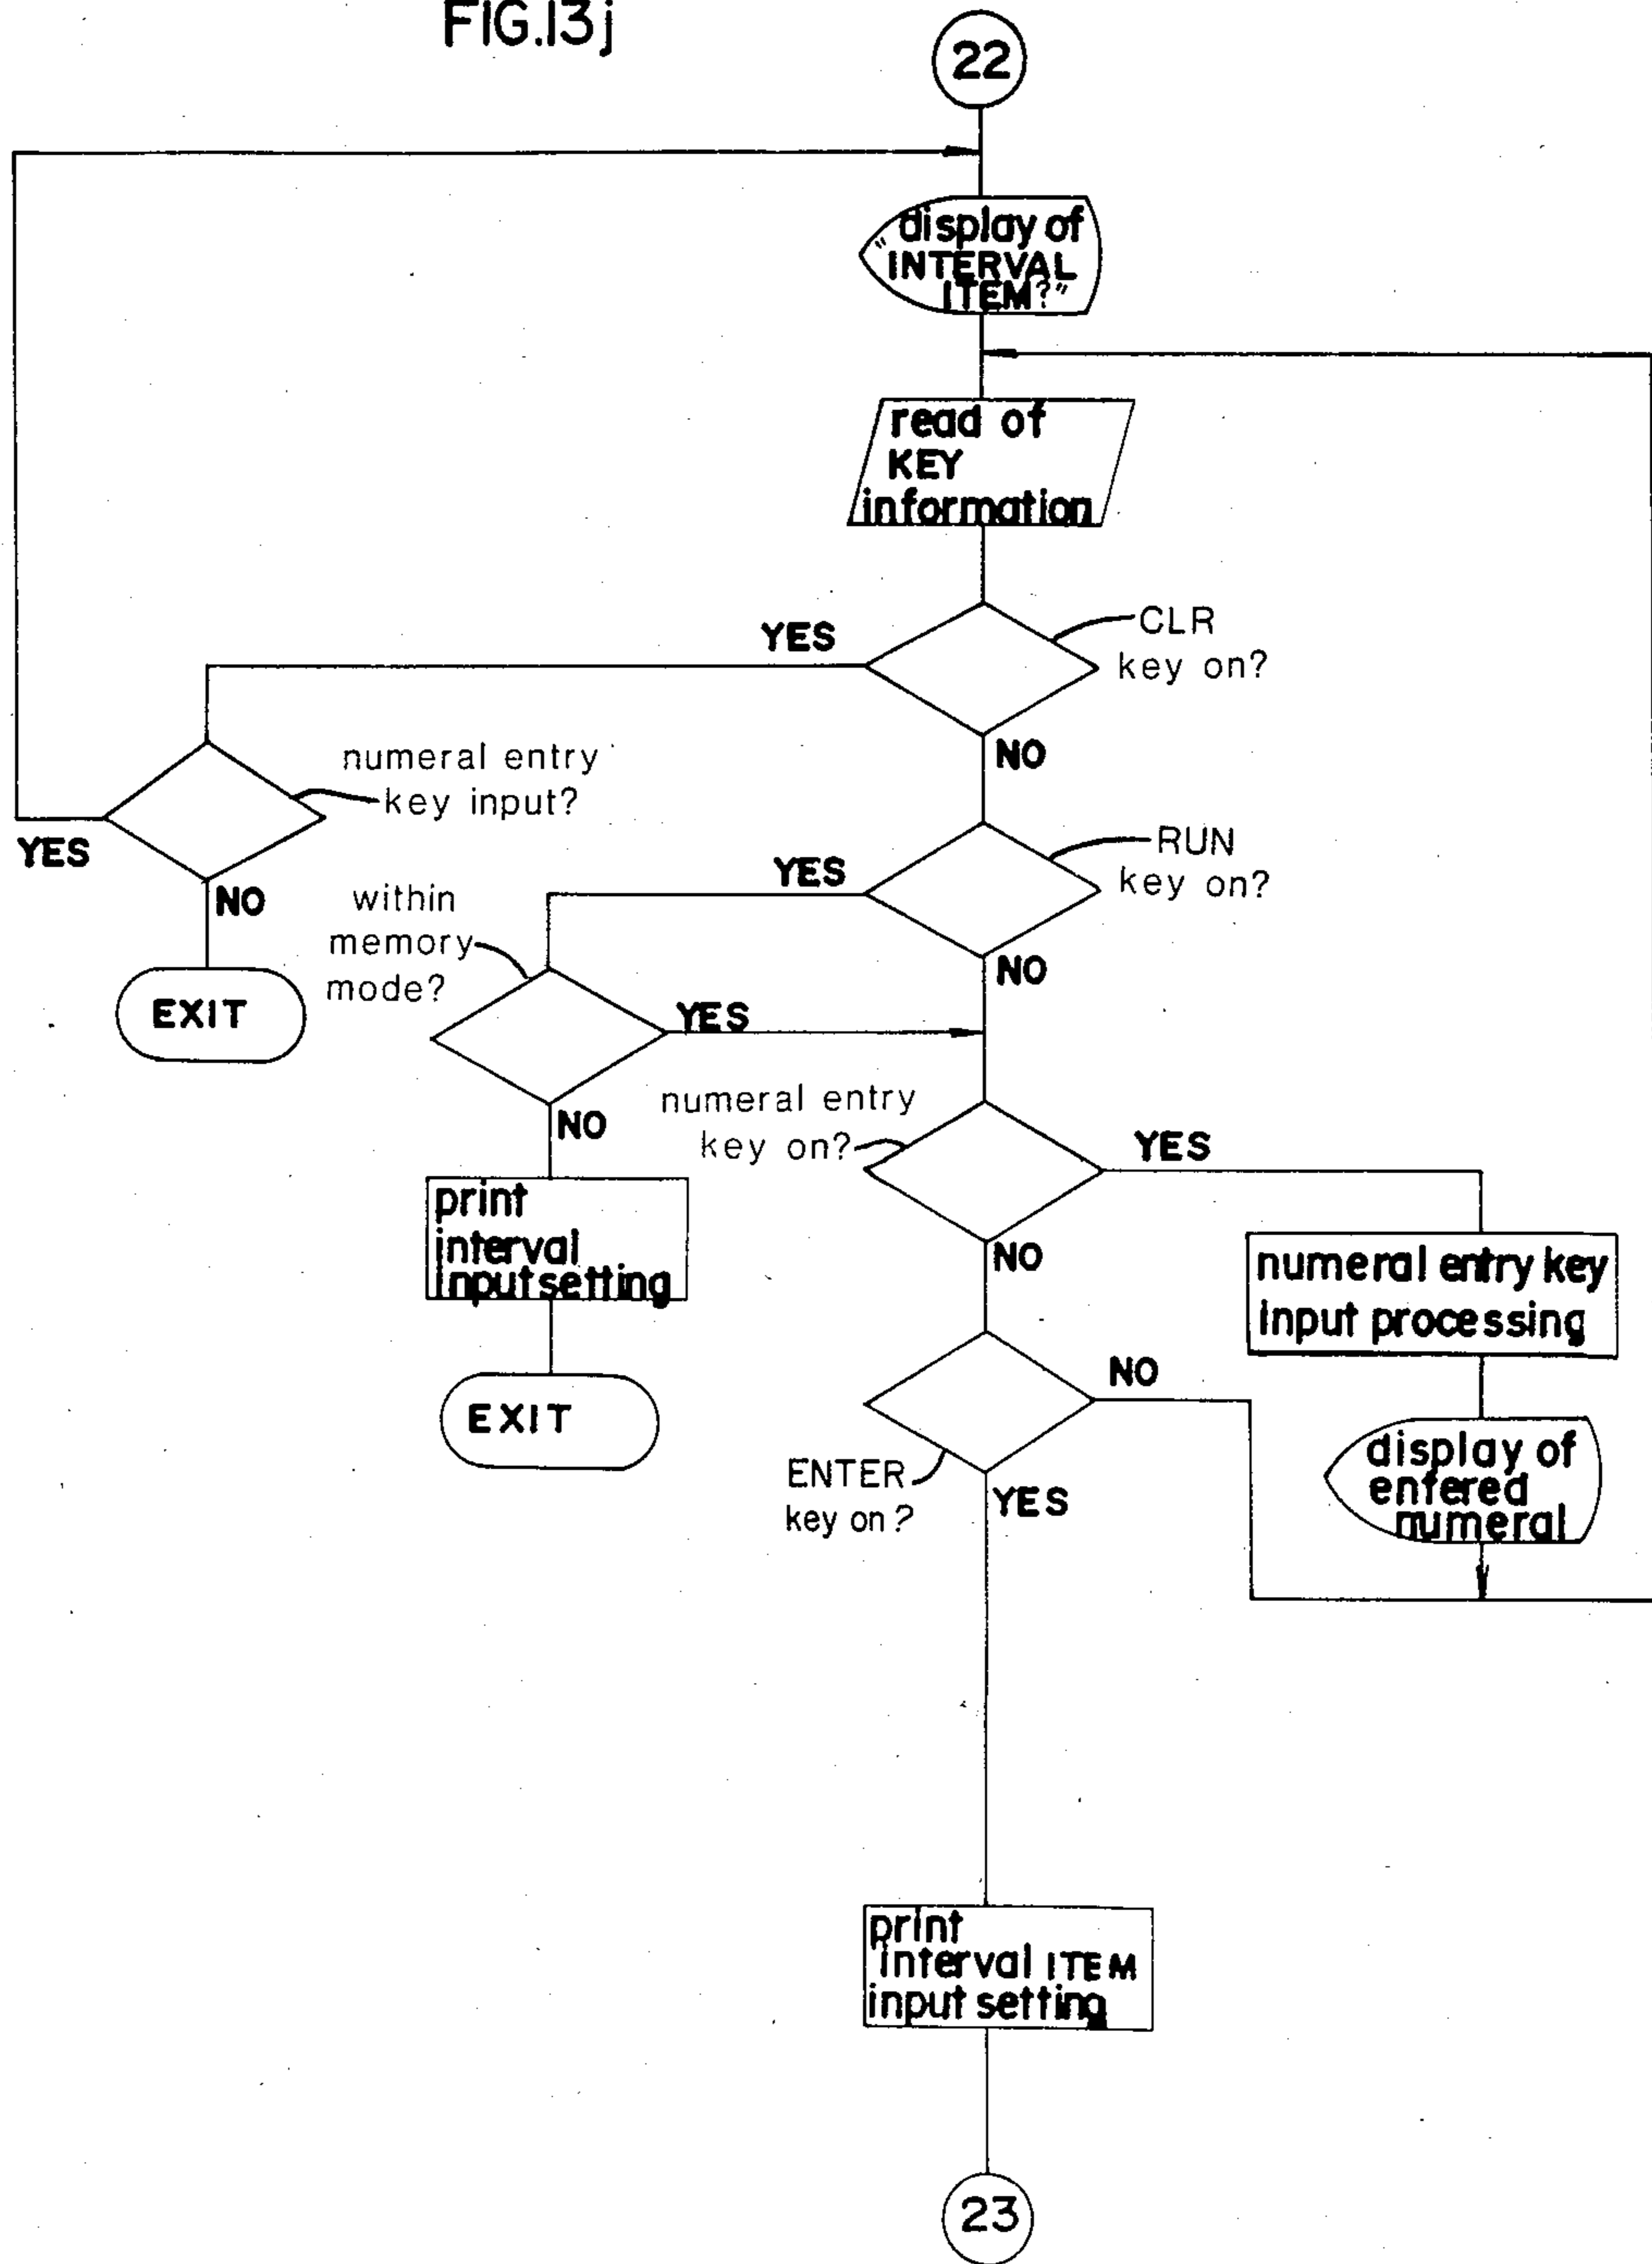 FIG.13j
22
display of
"INTERVAL
ITEM?"
read of
KEY
information
YES
CLR
key on?
NO
numeral entry
key input?
YES
NO
EXIT
RUN
key on?
YES
NO
within
memory
mode?
YES
NO
print
interval
input setting
EXIT
numeral entry
key on?
YES
NO
numeral entry key
input processing
display of
entered
numeral
ENTER
key on?
NO
YES
print
interval ITEM
input setting
23